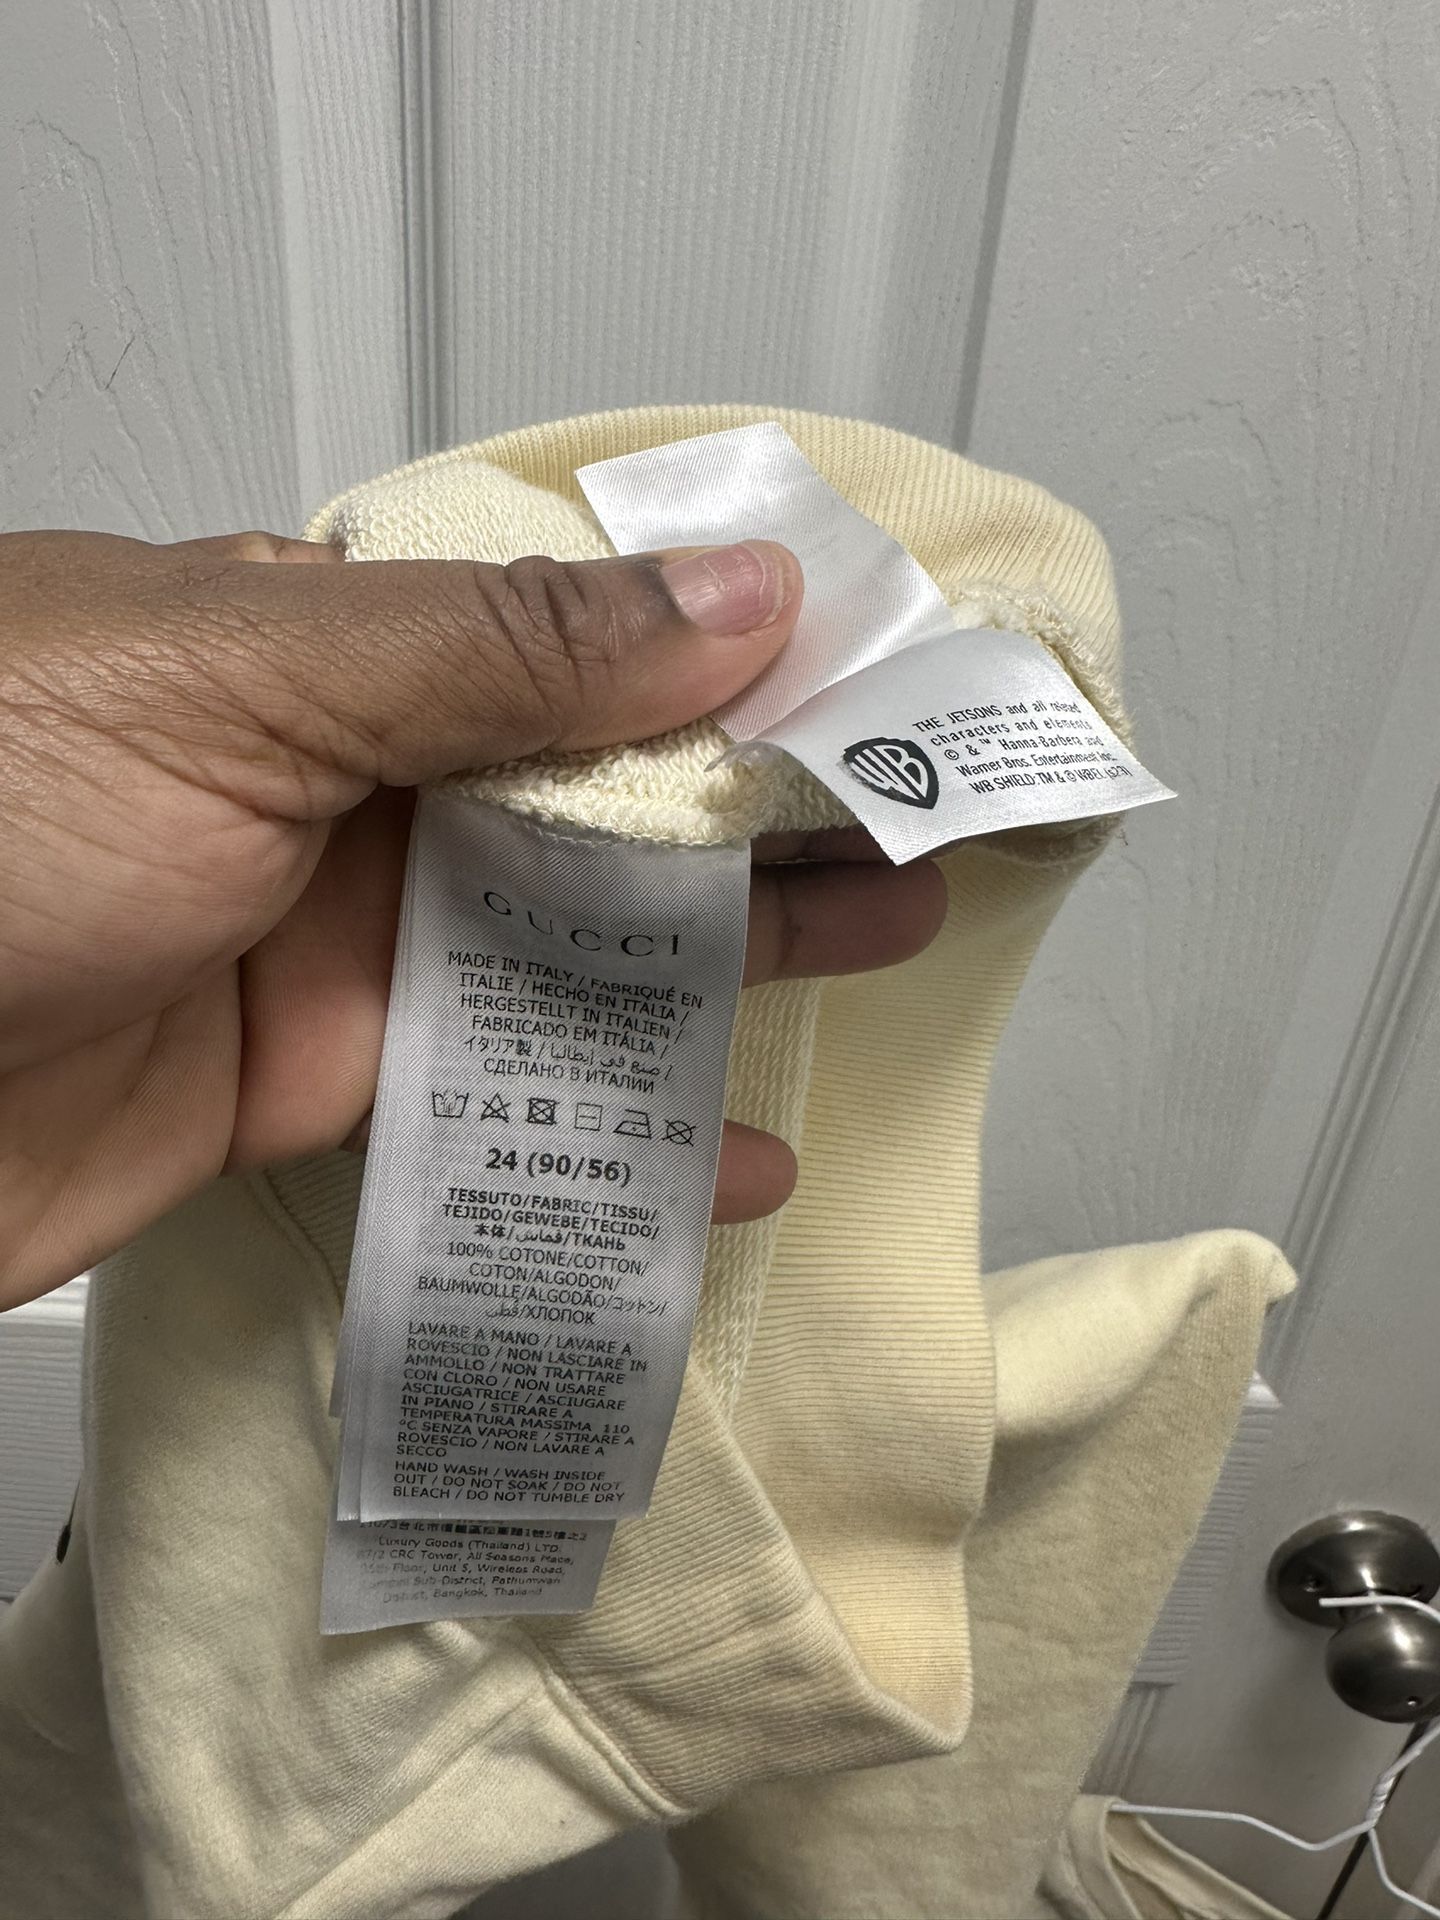 THE JETSONS and all related
characters and elements
© & ™ Hanna-Barbera and
Warner Bros. Entertainment Inc.
WB SHIELD: TM & © WBEI. (s23)
WB
GUCCI
MADE IN ITALY / FABRIQUÉ EN
ITALIE / HECHO EN ITALIA /
HERGESTELLT IN ITALIEN /
FABRICADO EM ITÁLIA /
イタリア製 / صنع في إيطاليا /
СДЕЛАНО В ИТАЛИИ
24 (90/56)
TESSUTO/FABRIC/TISSU/
TEJIDO/GEWEBE/TECIDO/
本体/قماش/ТКАНЬ
100% COTONE/COTTON/
COTON/ALGODON/
BAUMWOLLE/ALGODÃO/コットン/
قطن/ХЛОПОК
LAVARE A MANO / LAVARE A
ROVESCIO / NON LASCIARE IN
AMMOLLO / NON TRATTARE
CON CLORO / NON USARE
ASCIUGATRICE / ASCIUGARE
IN PIANO / STIRARE A
TEMPERATURA MASSIMA 110
°C SENZA VAPORE / STIRARE A
ROVESCIO / NON LAVARE A
SECCO
HAND WASH / WASH INSIDE
OUT / DO NOT SOAK / DO NOT
BLEACH / DO NOT TUMBLE DRY
Luxury Goods (Thailand) LTD.
87/2 CRC Tower, All Seasons Place,
Floor, Unit 5, Wireless Road,
Sub-District, Pathumwan
District, Bangkok, Thailand